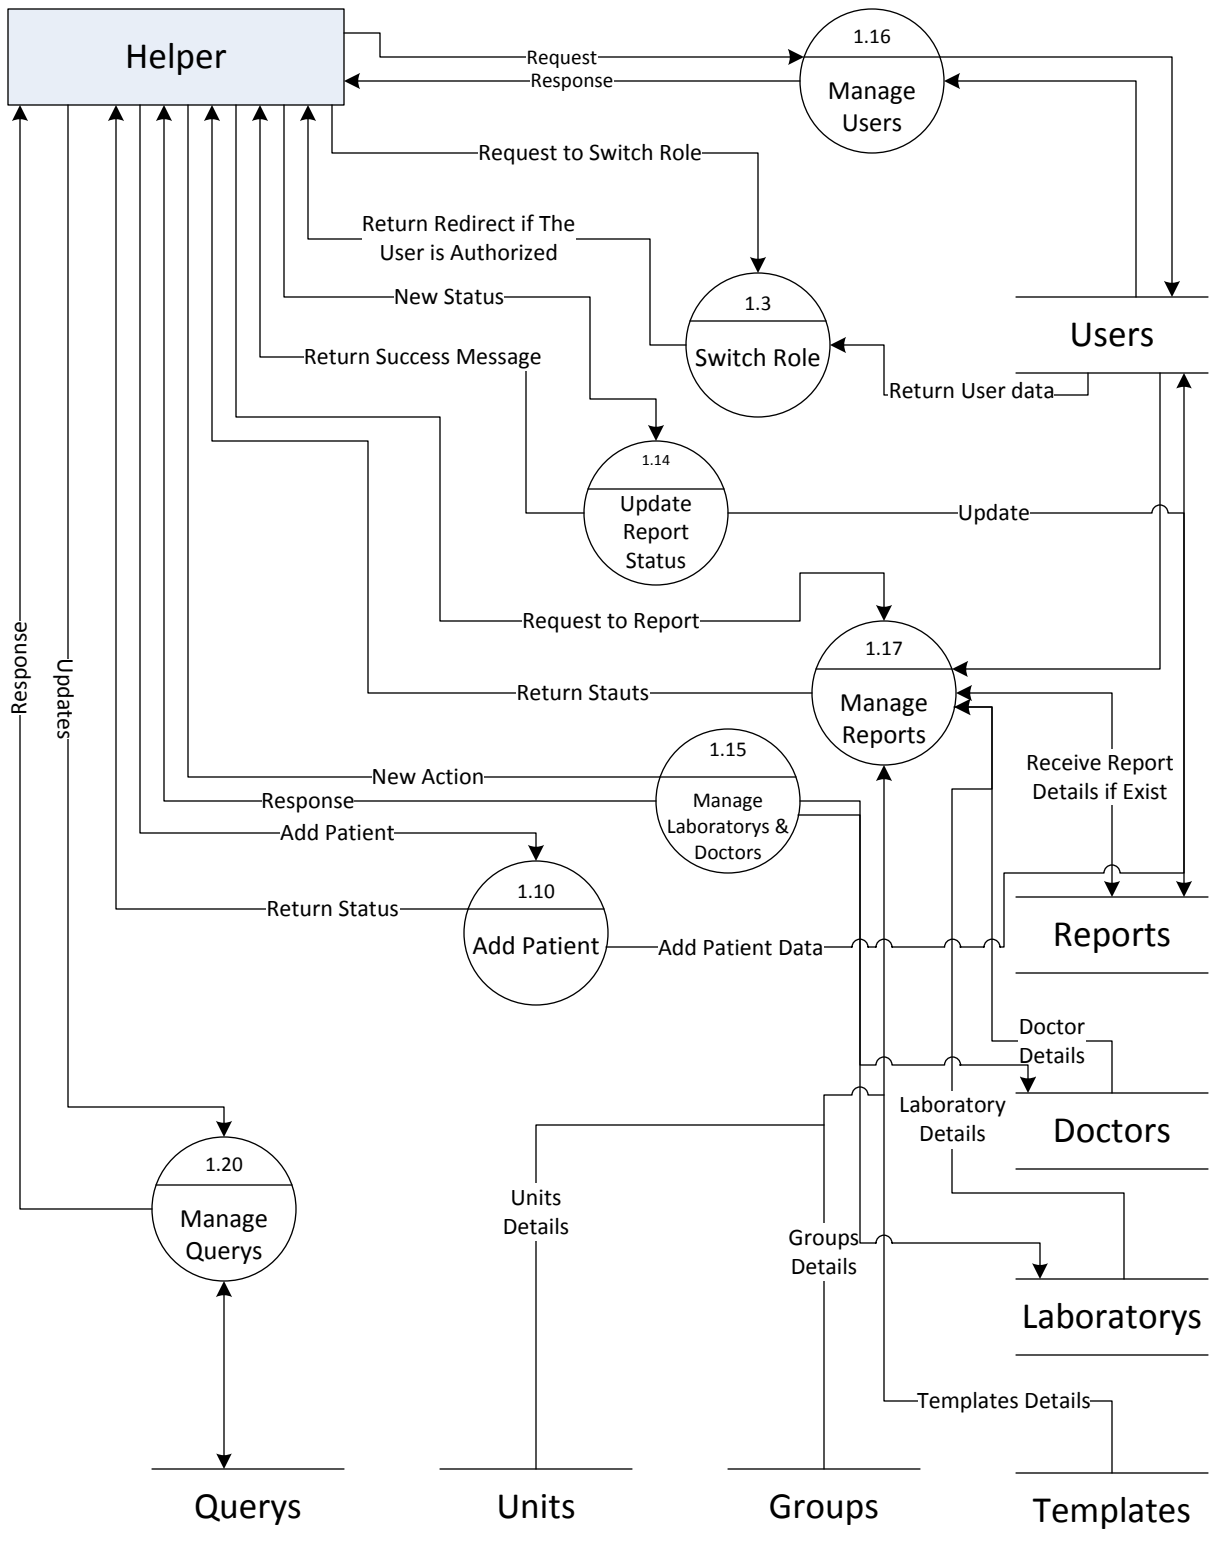 Helper
1.16
Request
Response
Manage
Users
Request to Switch Role
Return Redirect if The
User is Authorized
New Status
1.3
Switch Role
Users
Return Success Message
Return User data
1.14
Update
Report
Status
Update
Request to Report
1.17
Manage
Reports
Return Stauts
Response
Updates
1.15
Manage
Laboratorys &
Doctors
New Action
Response
Receive Report
Details if Exist
Add Patient
1.10
Add Patient
Return Status
Add Patient Data
Reports
Doctor
Details
Laboratory
Details
Doctors
1.20
Manage
Querys
Units
Details
Groups
Details
Laboratorys
Templates Details
Querys
Units
Groups
Templates